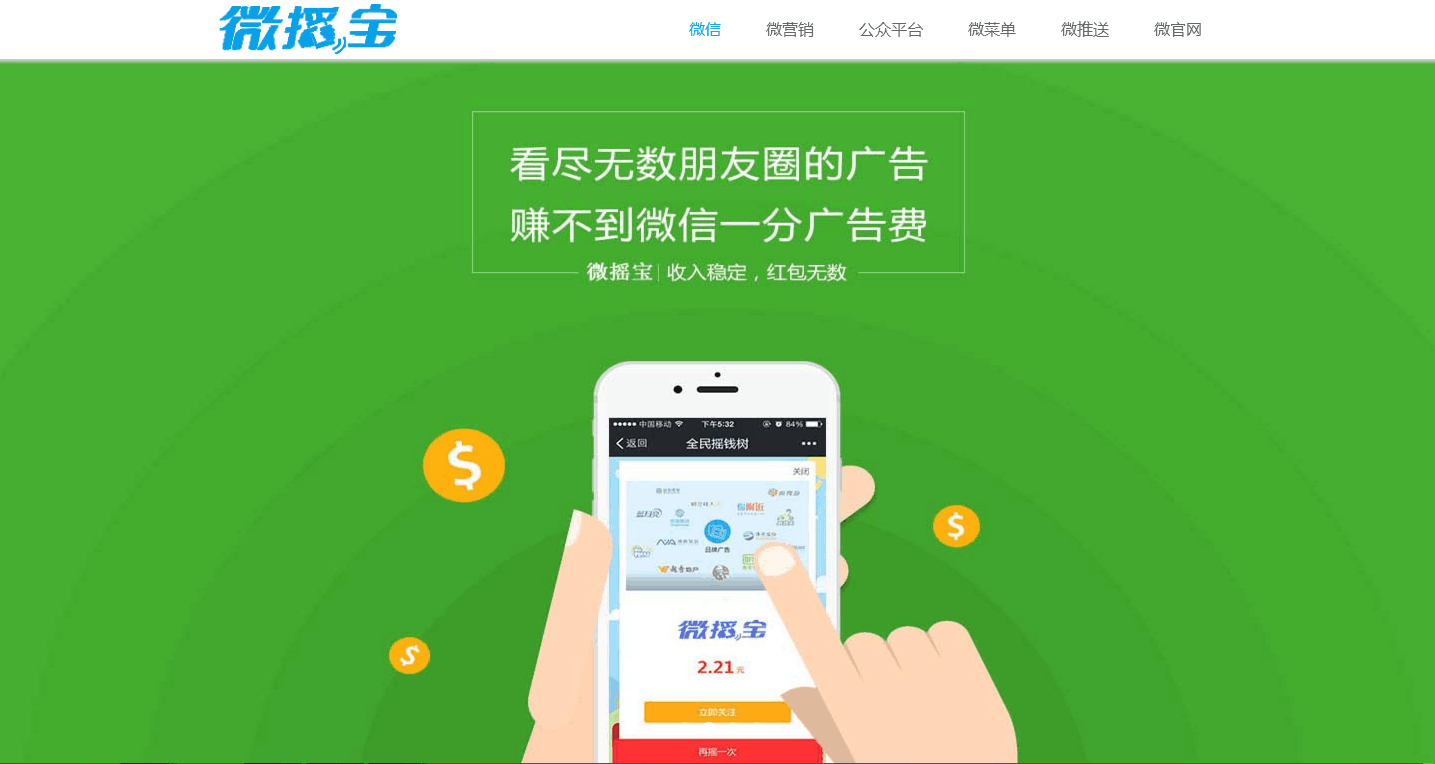 微摇宝
微信 微营销 公众平台 微菜单 微推送 微官网
看尽无数朋友圈的广告
赚不到微信一分广告费
微摇宝 | 收入稳定，红包无数
中国移动 下午5:32 84%
返回 全民摇钱树
关闭
品牌广告
微摇宝
2.21 元
立即关注
再摇一次